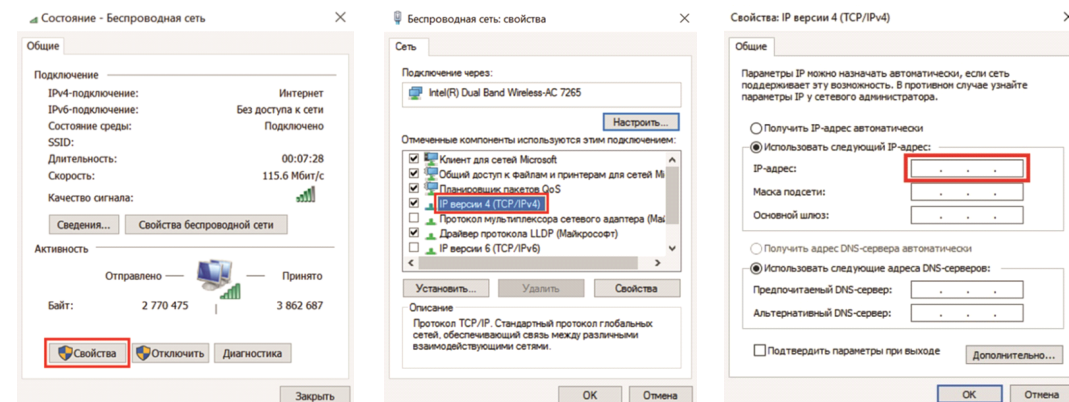 Состояние - Беспроводная сеть
Общие
Подключение
IPv4-подключение: Интернет
IPv6-подключение: Без доступа к сети
Состояние среды: Подключено
SSID:
Длительность: 00:07:28
Скорость: 115.6 Мбит/с
Качество сигнала:
Сведения... Свойства беспроводной сети
Активность
Отправлено — — Принято
Байт: 2 770 475 3 862 687
Свойства Отключить Диагностика
Закрыть
Беспроводная сеть: свойства
Сеть
Подключение через:
Intel(R) Dual Band Wireless-AC 7265
Настроить...
Отмеченные компоненты используются этим подключением:
Клиент для сетей Microsoft
Общий доступ к файлам и принтерам для сетей Mi
Планировщик пакетов QoS
IP версии 4 (TCP/IPv4)
Протокол мультиплексора сетевого адаптера (Май
Драйвер протокола LLDP (Майкрософт)
IP версии 6 (TCP/IPv6)
Установить... Удалить Свойства
Описание
Протокол TCP/IP. Стандартный протокол глобальных
сетей, обеспечивающий связь между различными
взаимодействующими сетями.
ОК Отмена
Свойства: IP версии 4 (TCP/IPv4)
Общие
Параметры IP можно назначать автоматически, если сеть
поддерживает эту возможность. В противном случае узнайте
параметры IP у сетевого администратора.
Получить IP-адрес автоматически
Использовать следующий IP-адрес:
IP-адрес: . . .
Маска подсети: . . .
Основной шлюз: . . .
Получить адрес DNS-сервера автоматически
Использовать следующие адреса DNS-серверов:
Предпочитаемый DNS-сервер: . . .
Альтернативный DNS-сервер: . . .
Подтвердить параметры при выходе Дополнительно...
ОК Отмена